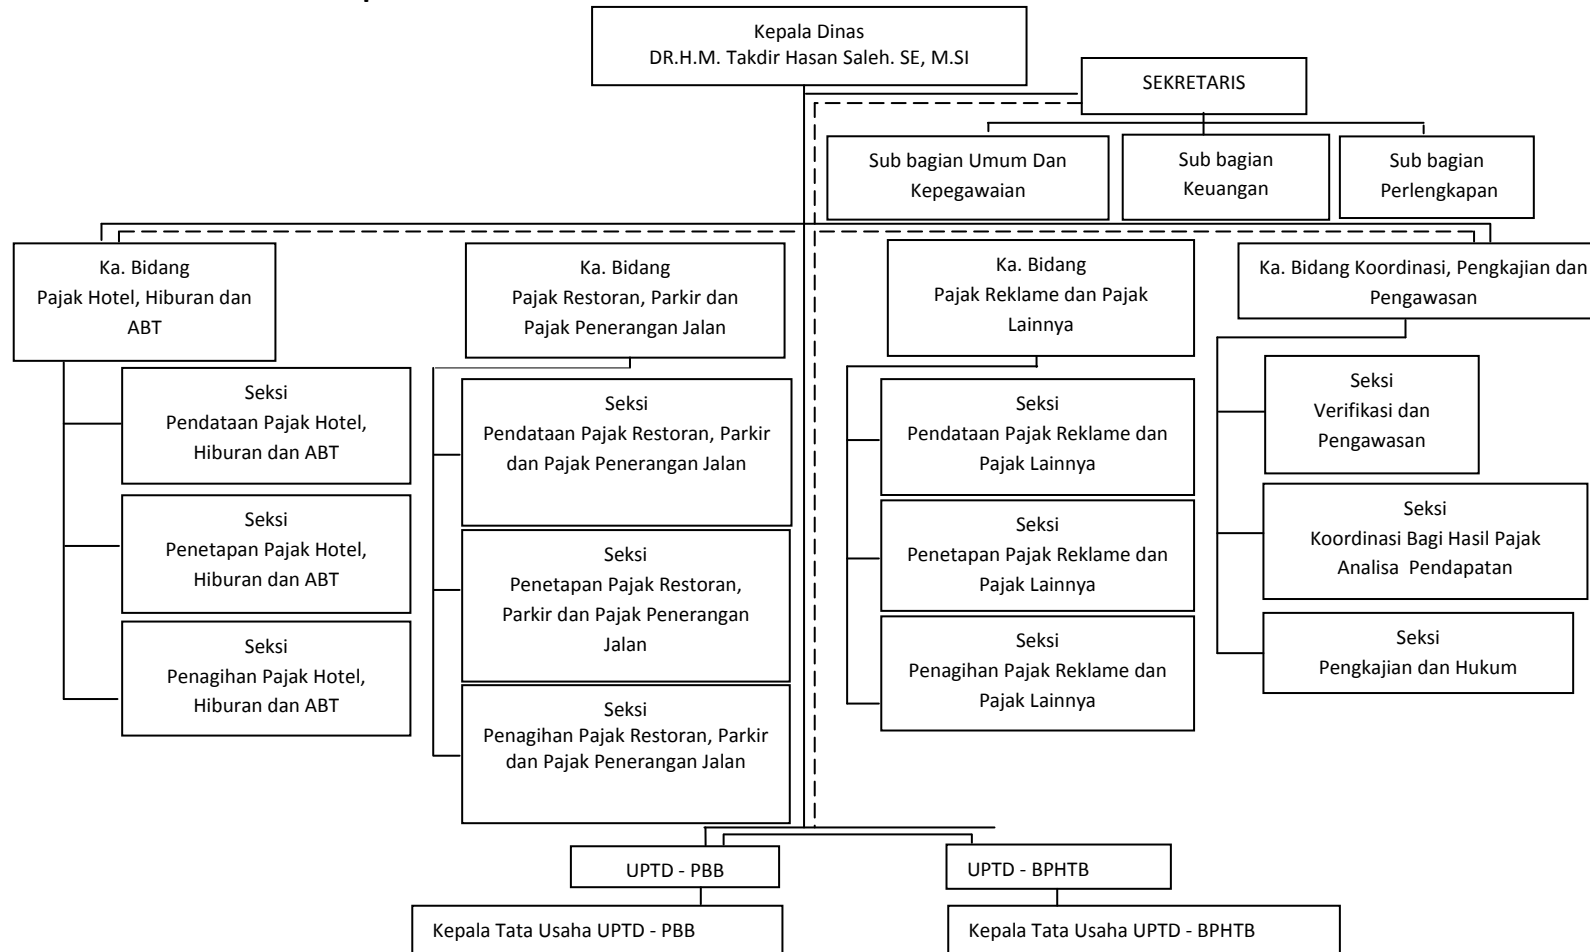 Kepala Dinas
DR.H.M. Takdir Hasan Saleh. SE, M.SI
SEKRETARIS
Sub bagian Umum Dan
Kepegawaian
Sub bagian
Keuangan
Sub bagian
Perlengkapan
Ka. Bidang
Pajak Hotel, Hiburan dan
ABT
Ka. Bidang
Pajak Restoran, Parkir dan
Pajak Penerangan Jalan
Ka. Bidang
Pajak Reklame dan Pajak
Lainnya
Ka. Bidang Koordinasi, Pengkajian dan
Pengawasan
Seksi
Pendataan Pajak Hotel,
Hiburan dan ABT
Seksi
Penetapan Pajak Hotel,
Hiburan dan ABT
Seksi
Penagihan Pajak Hotel,
Hiburan dan ABT
Seksi
Pendataan Pajak Restoran, Parkir
dan Pajak Penerangan Jalan
Seksi
Penetapan Pajak Restoran,
Parkir dan Pajak Penerangan
Jalan
Seksi
Penagihan Pajak Restoran, Parkir
dan Pajak Penerangan Jalan
Seksi
Pendataan Pajak Reklame dan
Pajak Lainnya
Seksi
Penetapan Pajak Reklame dan
Pajak Lainnya
Seksi
Penagihan Pajak Reklame dan
Pajak Lainnya
Seksi
Verifikasi dan
Pengawasan
Seksi
Koordinasi Bagi Hasil Pajak
Analisa Pendapatan
Seksi
Pengkajian dan Hukum
UPTD - PBB
UPTD - BPHTB
Kepala Tata Usaha UPTD - PBB
Kepala Tata Usaha UPTD - BPHTB